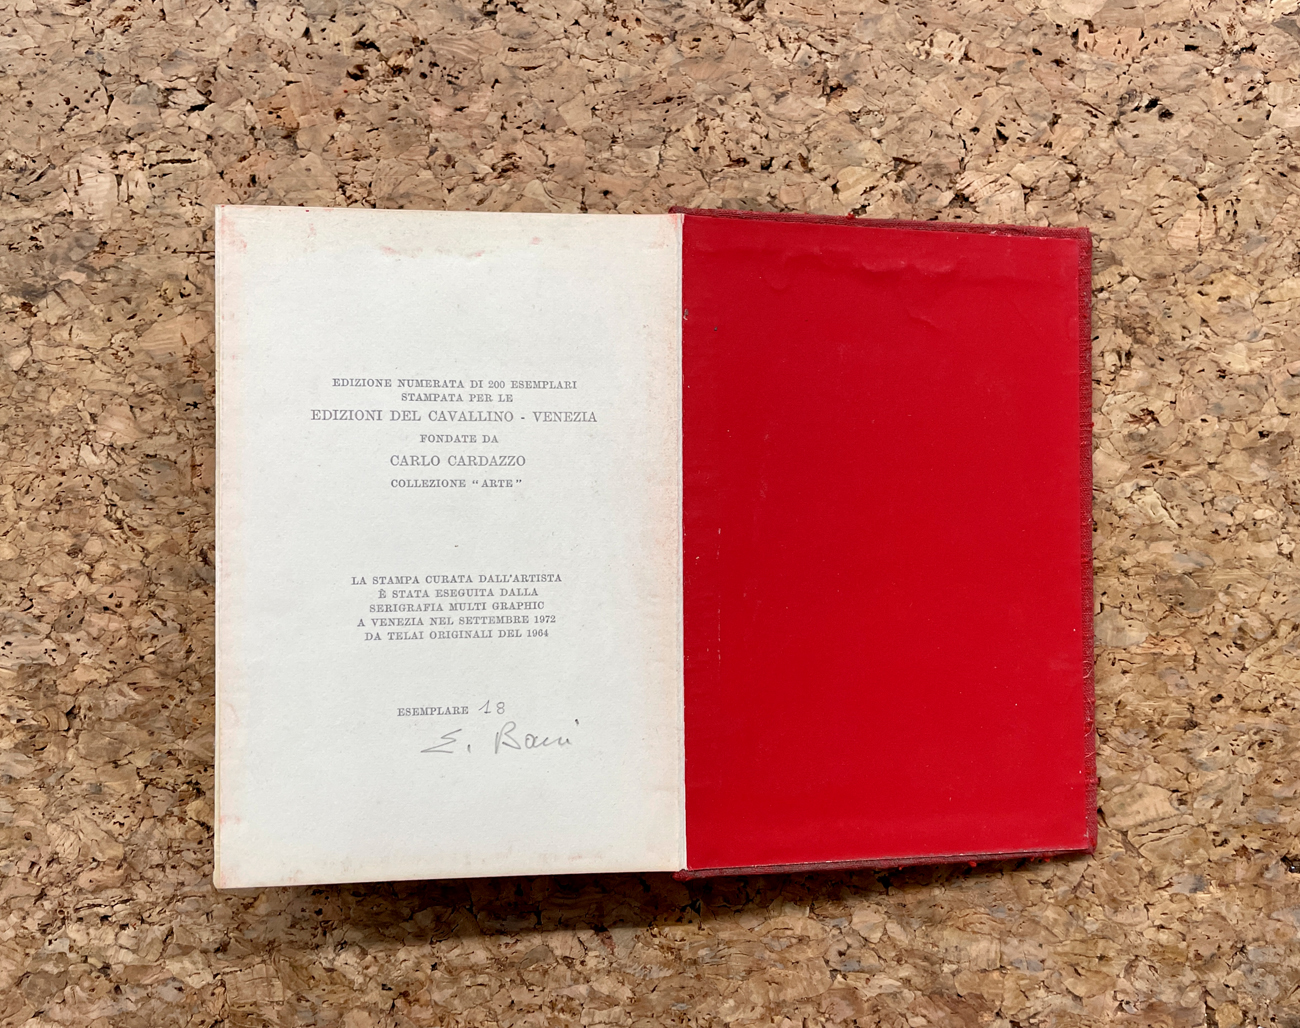 EDIZIONE NUMERATA DI 200 ESEMPLARI
STAMPATA PER LE
EDIZIONI DEL CAVALLINO - VENEZIA
FONDATE DA
CARLO CARDAZZO
COLLEZIONE "ARTE"
LA STAMPA CURATA DALL'ARTISTA
È STATA ESEGUITA DALLA
SERIGRAFIA MULTI GRAPHIC
A VENEZIA NEL SETTEMBRE 1972
DA TELAI ORIGINALI DEL 1964
ESEMPLARE 18
E.